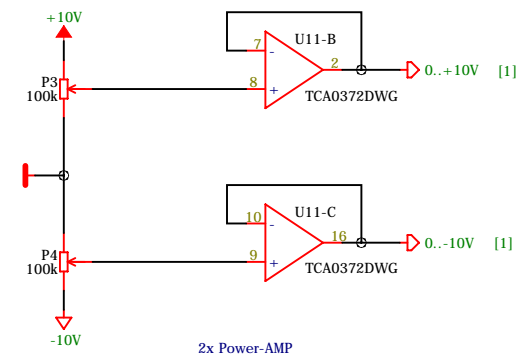 +10V
U11-B
7
-
2
P3
100k
8
+
0..+10V [1]
TCA0372DWG
U11-C
10
-
16
P4
100k
9
+
0..-10V [1]
TCA0372DWG
-10V
2x Power-AMP